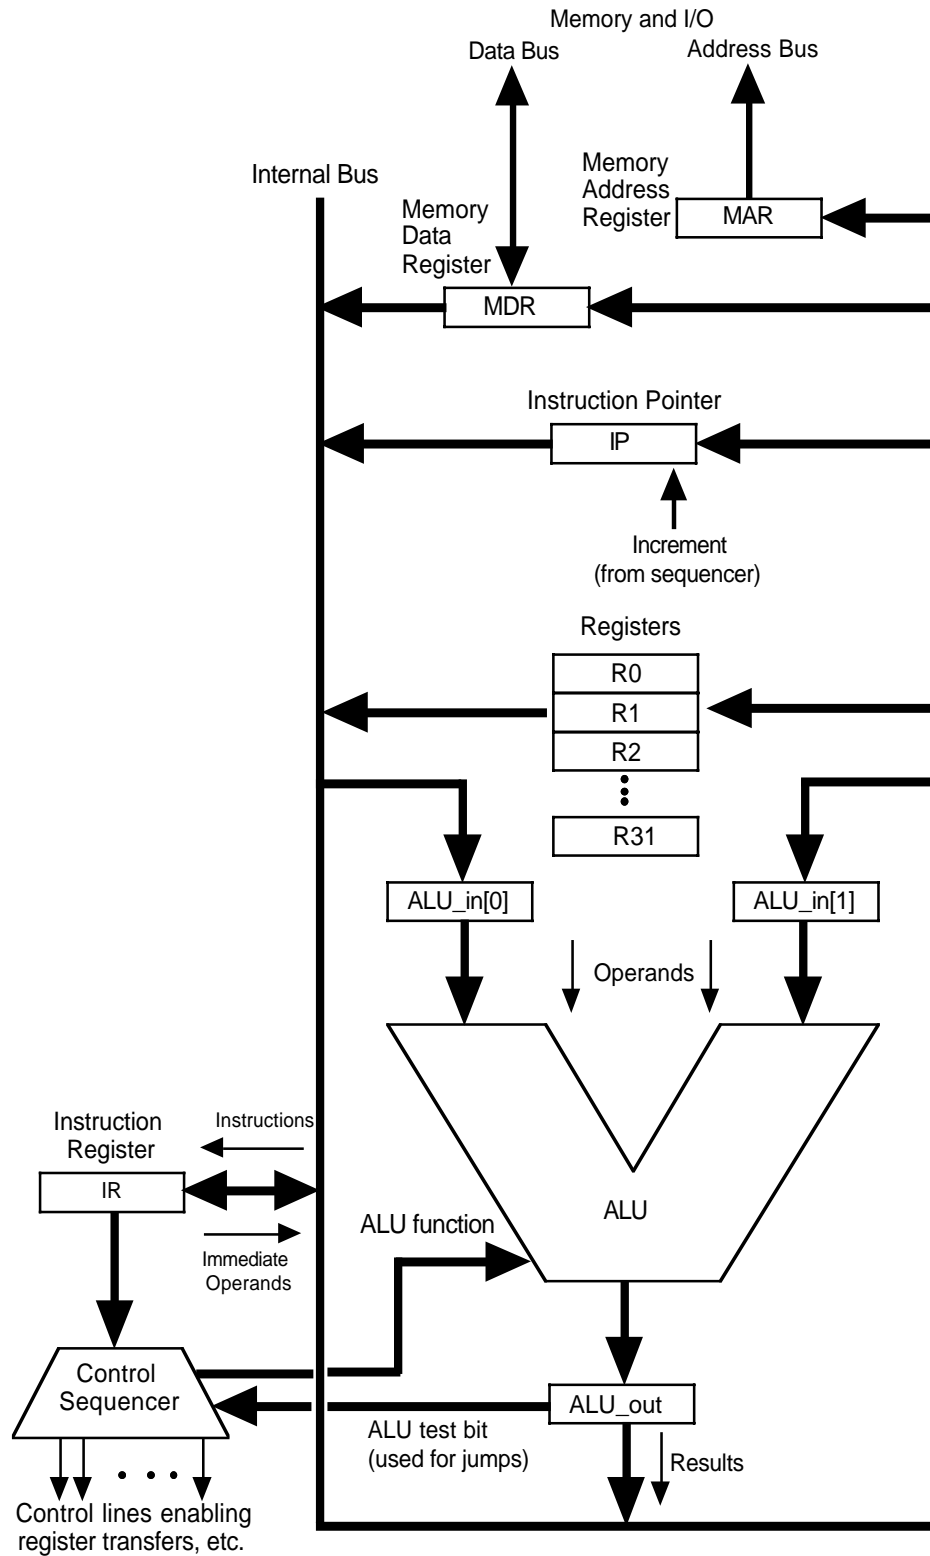 Memory and I/O
Data Bus
Address Bus
Internal Bus
Memory
Address
Register
MAR
Memory
Data
Register
MDR
Instruction Pointer
IP
Increment
(from sequencer)
Registers
R0
R1
R2
R31
ALU_in[0]
ALU_in[1]
Operands
Instruction
Register
Instructions
IR
Immediate
Operands
ALU function
ALU
Control
Sequencer
ALU_out
ALU test bit
(used for jumps)
Results
Control lines enabling
register transfers, etc.